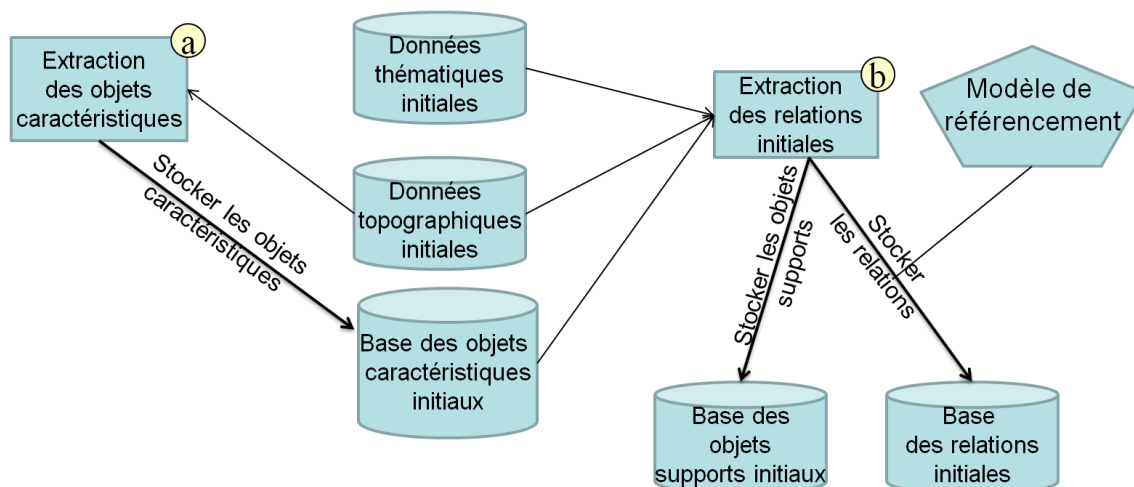 a
Extraction
des objets
caractéristiques
Données
thématiques
initiales
b
Extraction
des relations
initiales
Modèle de
référencement
Stocker les objets
caractéristiques
Données
topographiques
initiales
Stocker les objets
supports
Stocker
les relations
Base des objets
caractéristiques
initiaux
Base des
objets
supports initiaux
Base
des relations
initiales